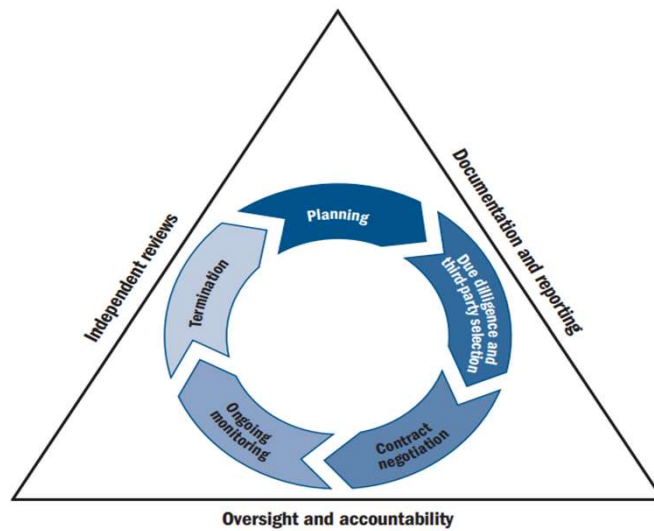 Planning
Due dilligence and
third-party selection
Contract
negotiation
Ongoing
monitoring
Termination
Independent reviews
Documentation and reporting
Oversight and accountability